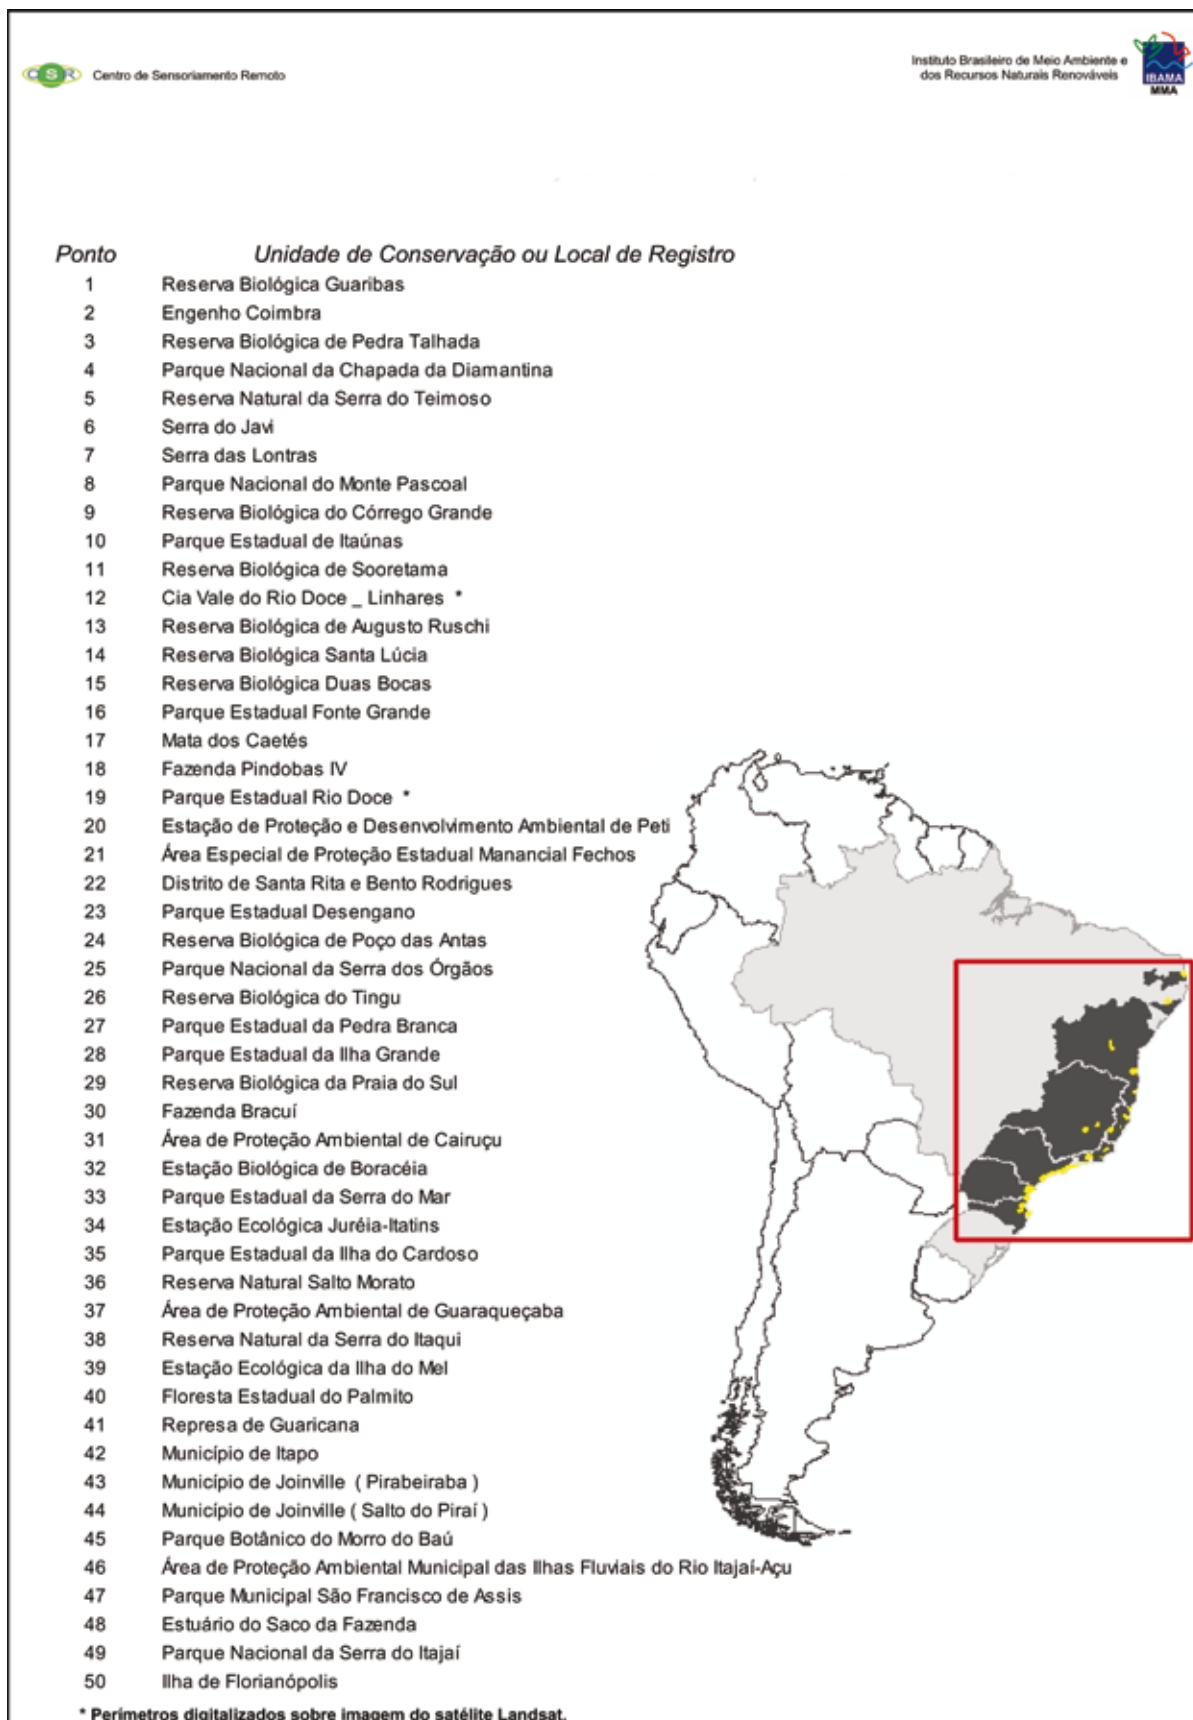 CSR Centro de Sensoriamento Remoto
Instituto Brasileiro de Meio Ambiente e
dos Recursos Naturais Renováveis
IBAMA
MMA
Ponto Unidade de Conservação ou Local de Registro
1 Reserva Biológica Guaribas
2 Engenho Coimbra
3 Reserva Biológica de Pedra Talhada
4 Parque Nacional da Chapada da Diamantina
5 Reserva Natural da Serra do Teimoso
6 Serra do Javi
7 Serra das Lontras
8 Parque Nacional do Monte Pascoal
9 Reserva Biológica do Córrego Grande
10 Parque Estadual de Itaúnas
11 Reserva Biológica de Sooretama
12 Cia Vale do Rio Doce _ Linhares *
13 Reserva Biológica de Augusto Ruschi
14 Reserva Biológica Santa Lúcia
15 Reserva Biológica Duas Bocas
16 Parque Estadual Fonte Grande
17 Mata dos Caetés
18 Fazenda Pindobas IV
19 Parque Estadual Rio Doce *
20 Estação de Proteção e Desenvolvimento Ambiental de Peti
21 Área Especial de Proteção Estadual Manancial Fechos
22 Distrito de Santa Rita e Bento Rodrigues
23 Parque Estadual Desengano
24 Reserva Biológica de Poço das Antas
25 Parque Nacional da Serra dos Órgãos
26 Reserva Biológica do Tingu
27 Parque Estadual da Pedra Branca
28 Parque Estadual da Ilha Grande
29 Reserva Biológica da Praia do Sul
30 Fazenda Bracuí
31 Área de Proteção Ambiental de Cairuçu
32 Estação Biológica de Boracéia
33 Parque Estadual da Serra do Mar
34 Estação Ecológica Juréia-Itatins
35 Parque Estadual da Ilha do Cardoso
36 Reserva Natural Salto Morato
37 Área de Proteção Ambiental de Guaraqueçaba
38 Reserva Natural da Serra do Itaqui
39 Estação Ecológica da Ilha do Mel
40 Floresta Estadual do Palmito
41 Represa de Guaricana
42 Município de Itapo
43 Município de Joinville ( Pirabeiraba )
44 Município de Joinville ( Salto do Piraí )
45 Parque Botânico do Morro do Baú
46 Área de Proteção Ambiental Municipal das Ilhas Fluviais do Rio Itajaí-Açu
47 Parque Municipal São Francisco de Assis
48 Estuário do Saco da Fazenda
49 Parque Nacional da Serra do Itajaí
50 Ilha de Florianópolis
* Perímetros digitalizados sobre imagem do satélite Landsat.